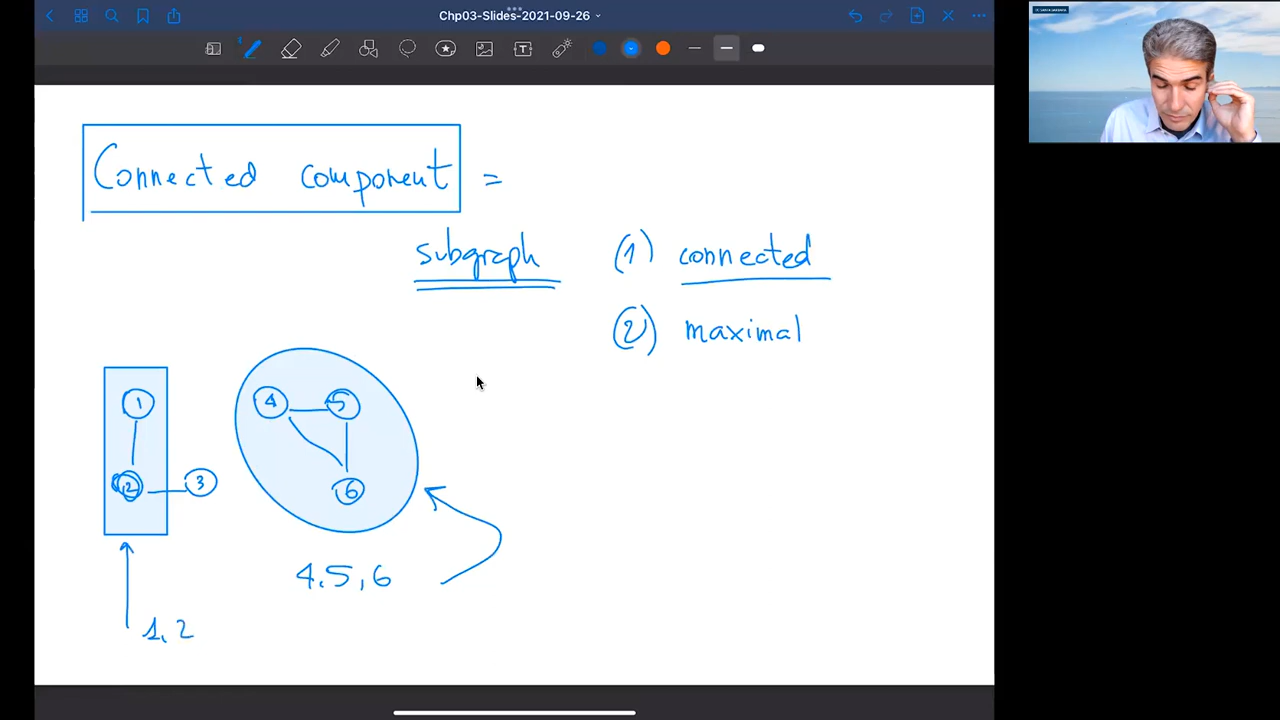 Chp03-Slides-2021-09-26
Connected component =
subgraph (1) connected
(2) maximal
1 4 5
2 3 6
4,5,6
1,2